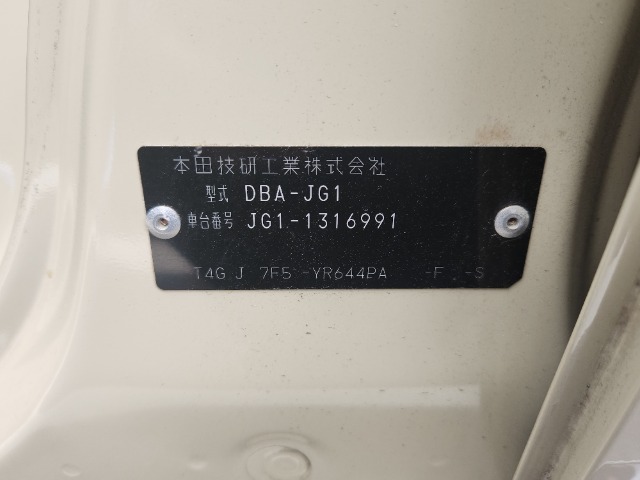 本田技研工業株式会社
型式 DBA-JG1
車台番号 JG1-1316991
T4G J 7F5 -YR644PA -F -S